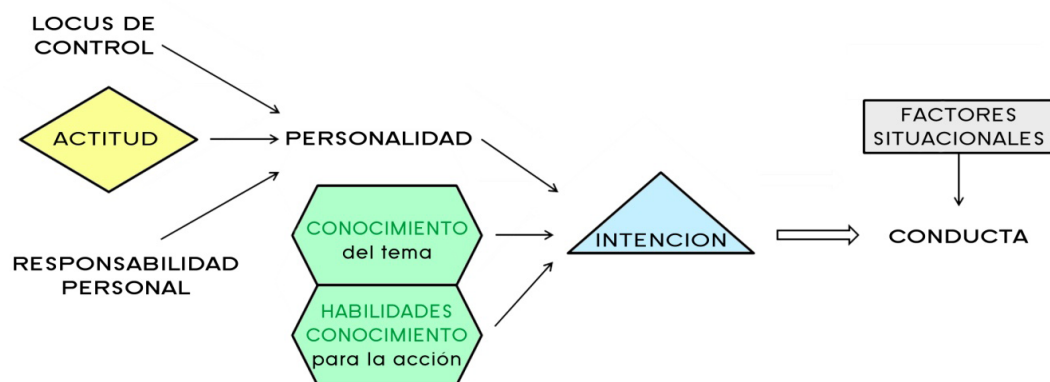 LOCUS DE
CONTROL
ACTITUD
RESPONSABILIDAD
PERSONAL
PERSONALIDAD
CONOCIMIENTO
del tema
HABILIDADES
CONOCIMIENTO
para la acción
INTENCION
FACTORES
SITUACIONALES
CONDUCTA